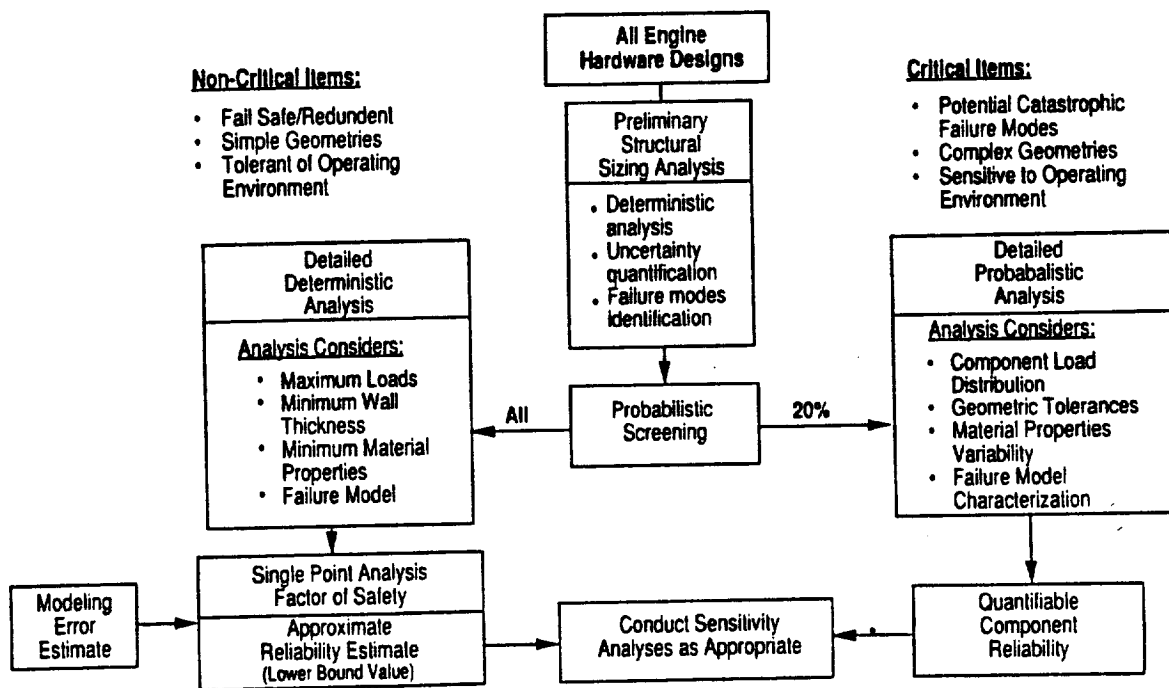 All Engine
Hardware Designs
Non-Critical Items:
• Fail Safe/Redundent
• Simple Geometries
• Tolerant of Operating
Environment
Preliminary
Structural
Sizing Analysis
• Deterministic
analysis
• Uncertainty
quantification
• Failure modes
identification
Critical Items:
• Potential Catastrophic
Failure Modes
• Complex Geometries
• Sensitive to Operating
Environment
Detailed
Deterministic
Analysis
Analysis Considers:
• Maximum Loads
• Minimum Wall
Thickness
• Minimum Material
Properties
• Failure Model
All
Probabilistic
Screening
20%
Detailed
Probabalistic
Analysis
Analysis Considers:
• Component Load
Distribution
• Geometric Tolerances
• Material Properties
Variability
• Failure Model
Characterization
Modeling
Error
Estimate
Single Point Analysis
Factor of Safety
Approximate
Reliability Estimate
(Lower Bound Value)
Conduct Sensitivity
Analyses as Appropriate
Quantifiable
Component
Reliability